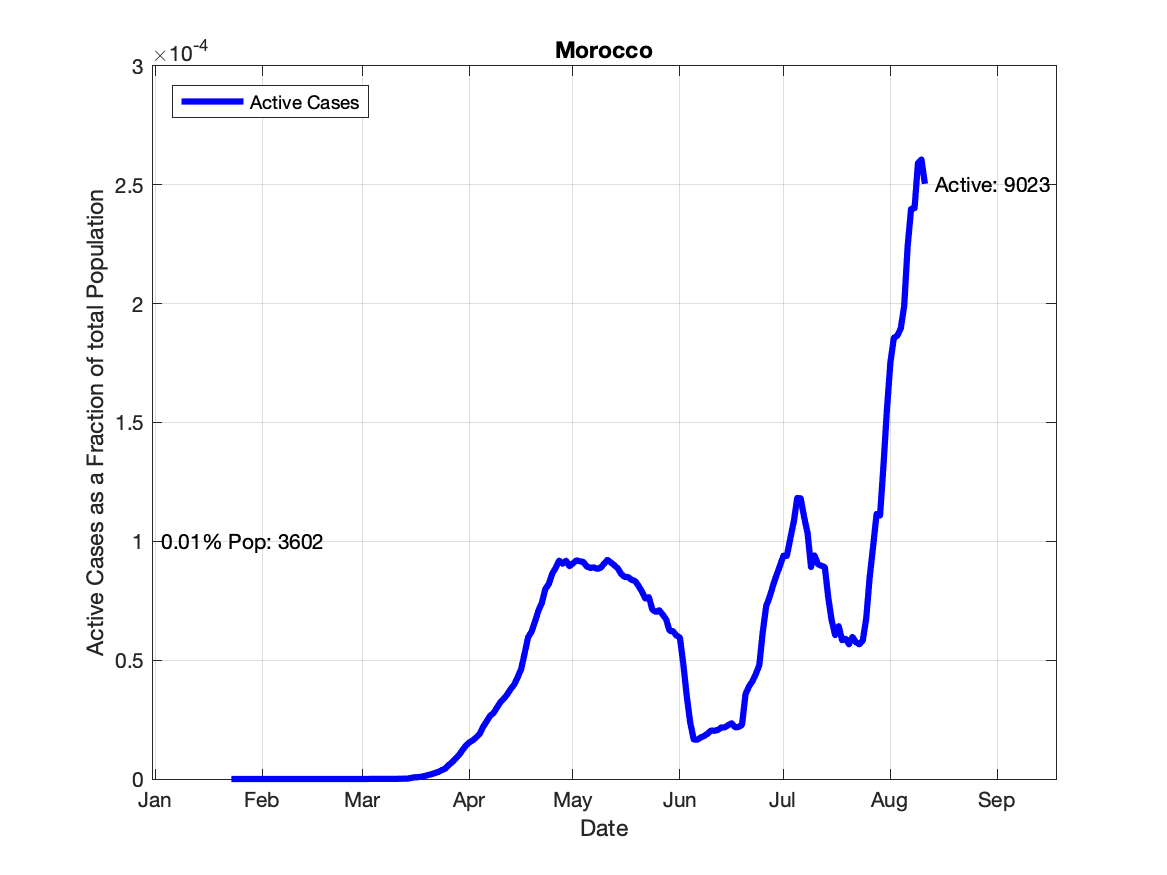 Morocco
×10-4
3
2.5
2
1.5
1
0.5
0
Active Cases
Active: 9023
0.01% Pop: 3602
Active Cases as a Fraction of total Population
Jan Feb Mar Apr May Jun Jul Aug Sep
Date